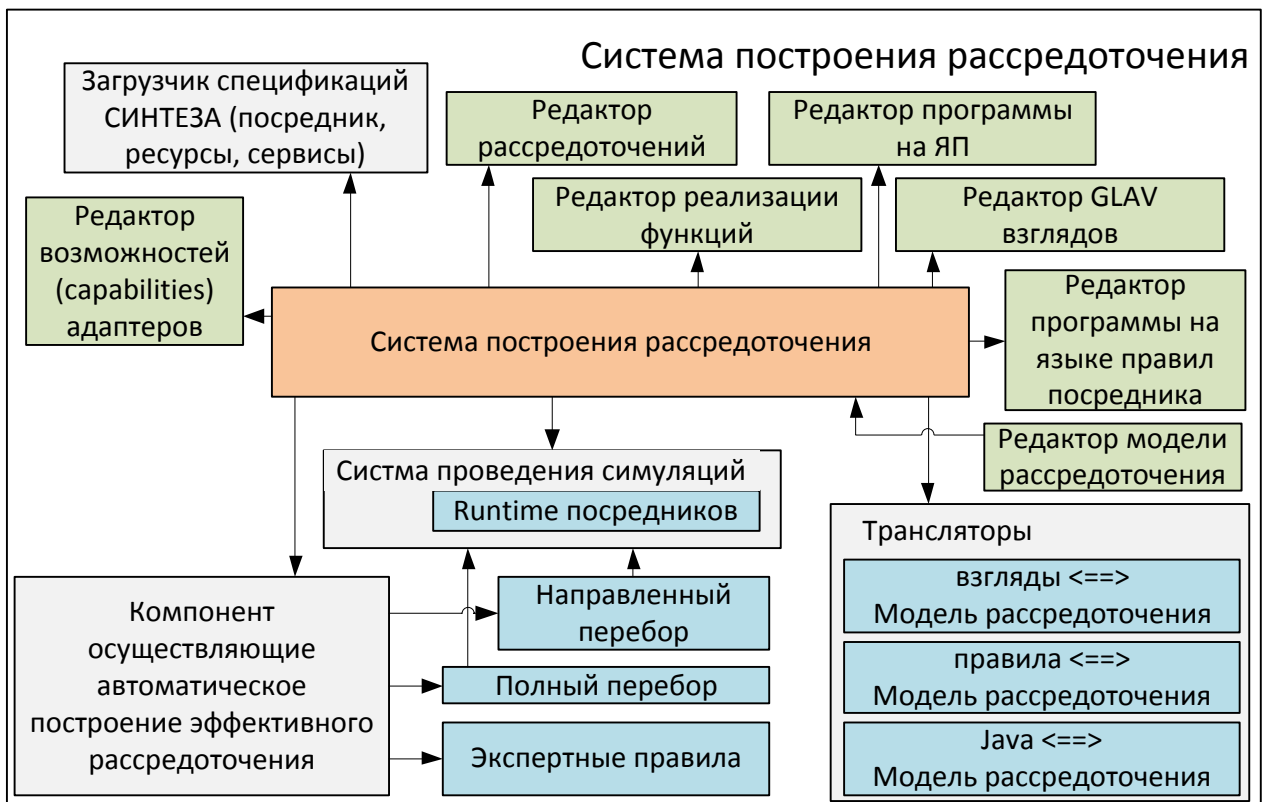 Система построения рассредоточения
Загрузчик спецификаций
СИНТЕЗА (посредник,
ресурсы, сервисы)
Редактор
рассредоточений
Редактор программы
на ЯП
Редактор
возможностей
(capabilities)
адаптеров
Редактор реализации
функций
Редактор GLAV
взглядов
Система построения рассредоточения
Редактор
программы на
языке правил
посредника
Редактор модели
рассредоточения
Систма проведения симуляций
Runtime посредников
Трансляторы
взгляды <==>
Модель рассредоточения
правила <==>
Модель рассредоточения
Java <==>
Модель рассредоточения
Компонент
осуществляющие
автоматическое
построение эффективного
рассредоточения
Направленный
перебор
Полный перебор
Экспертные правила